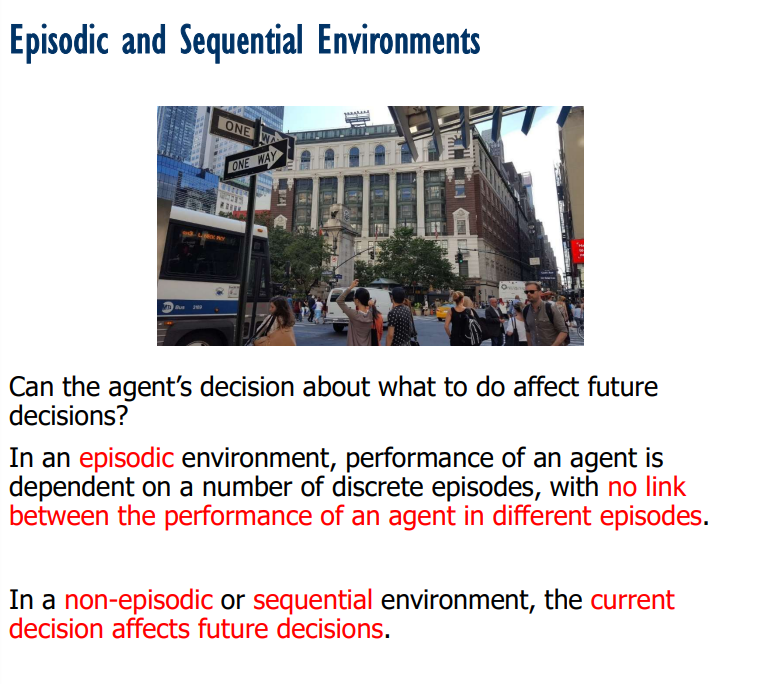 Episodic and Sequential Environments
ONE WAY
ONE WAY
Bus
Can the agent’s decision about what to do affect future
decisions?
In an episodic environment, performance of an agent is
dependent on a number of discrete episodes, with no link
between the performance of an agent in different episodes.
In a non-episodic or sequential environment, the current
decision affects future decisions.